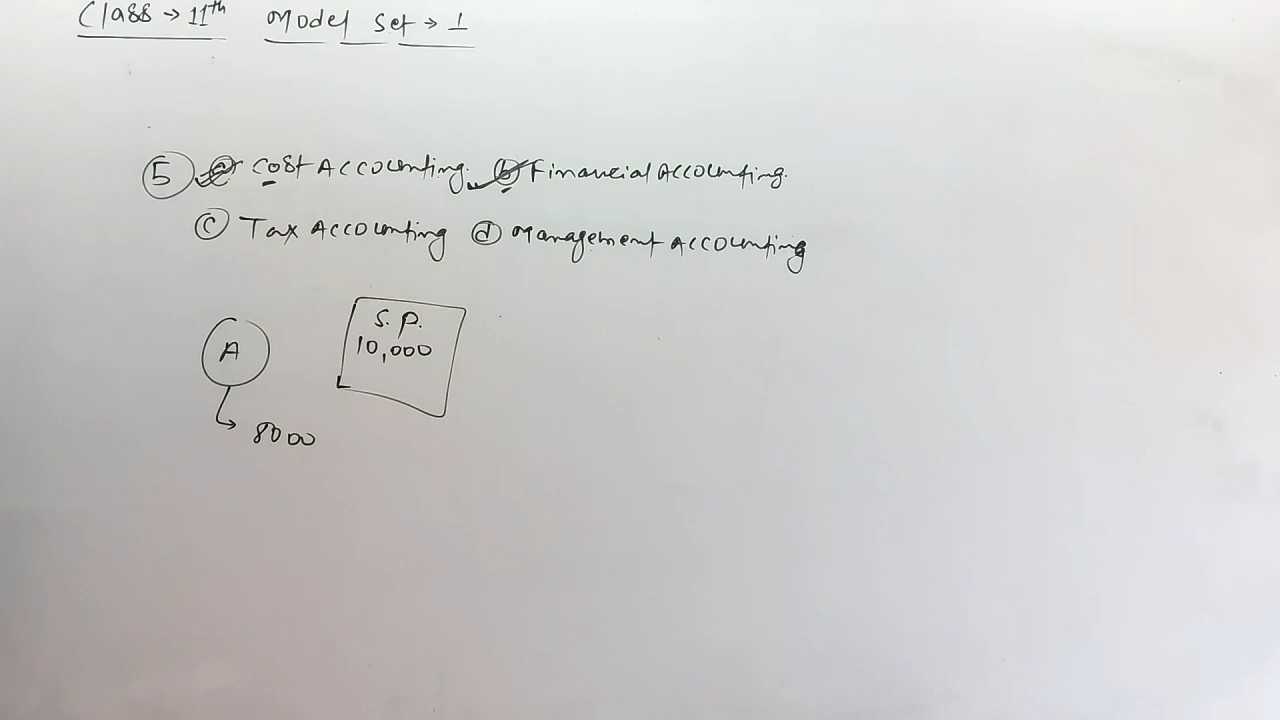 Class → 11th Model Set → 1
5 a Cost Accounting. b Financial Accounting.
c Tax Accounting d Management Accounting
S.P.
10,000
A
8000